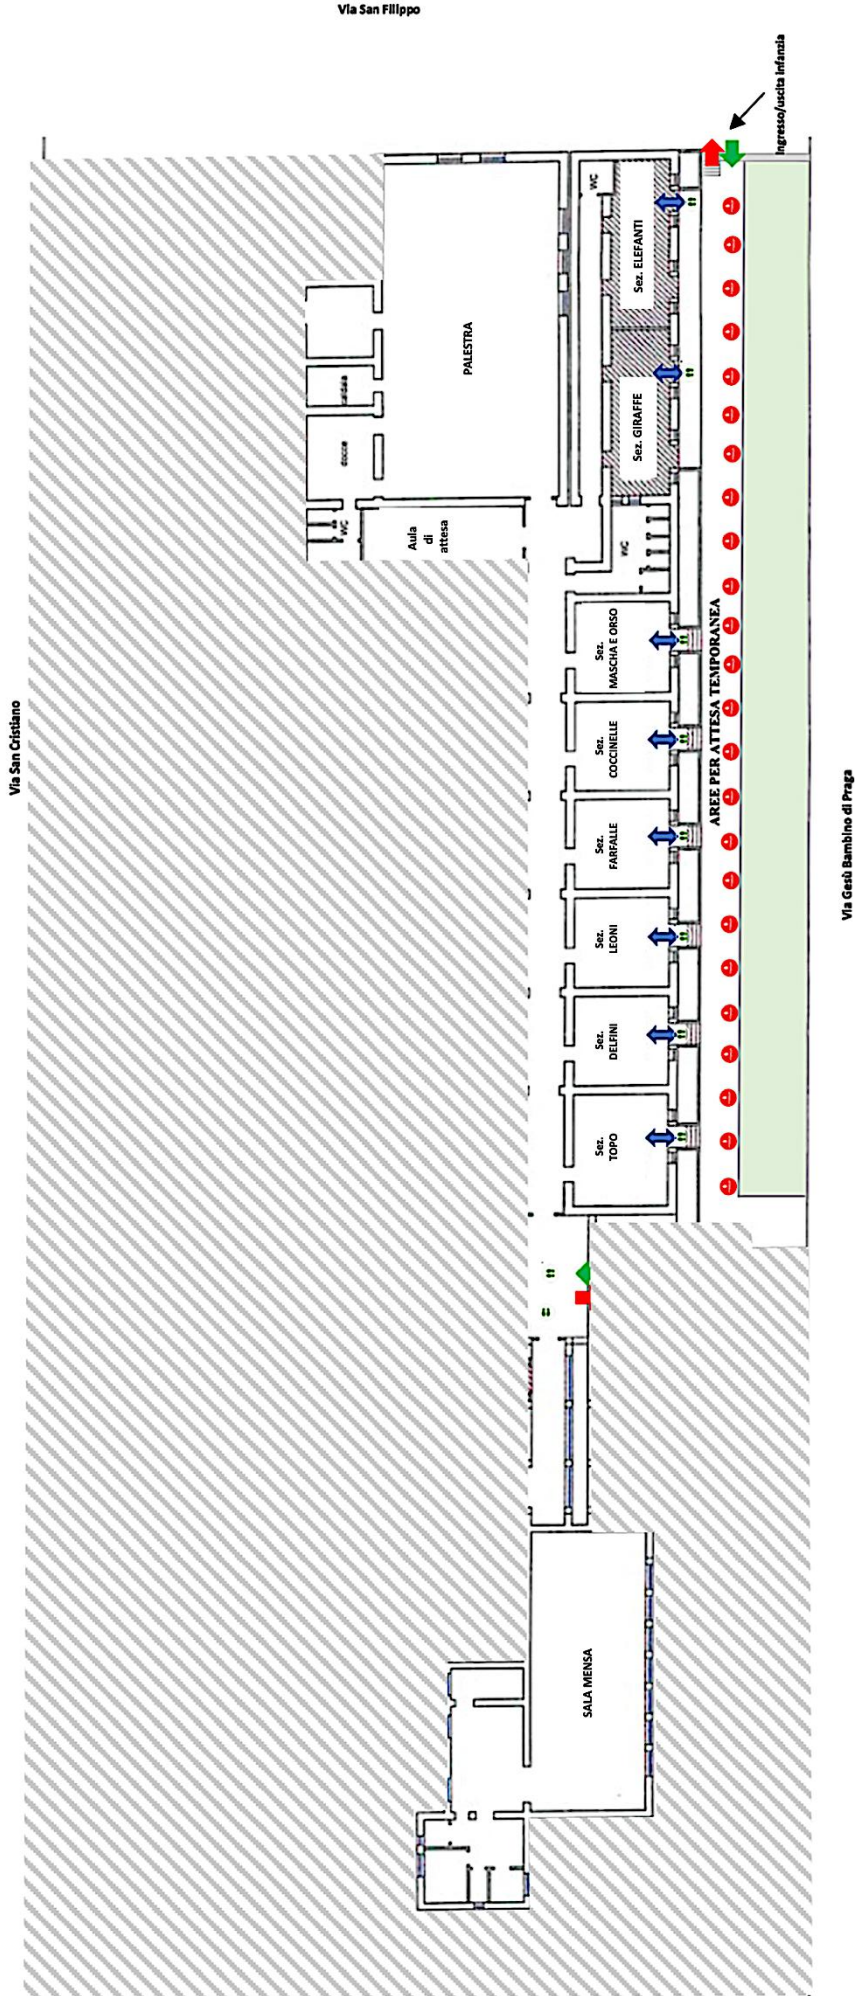 Via San Filippo
Ingresso/uscita infanzia
WC
Sez. ELEFANTI
PALESTRA
caldaia
Sez. GIRAFFE
docce
WC
Aula
di
attesa
WC
Sez.
MASCHA E ORSO
AREE PER ATTESA TEMPORANEA
Via San Cristiano
Sez.
COCCINELLE
Sez.
FARFALLE
Via Gesù Bambino di Praga
Sez.
LEONI
Sez.
DELFINI
Sez.
TOPO
SALA MENSA